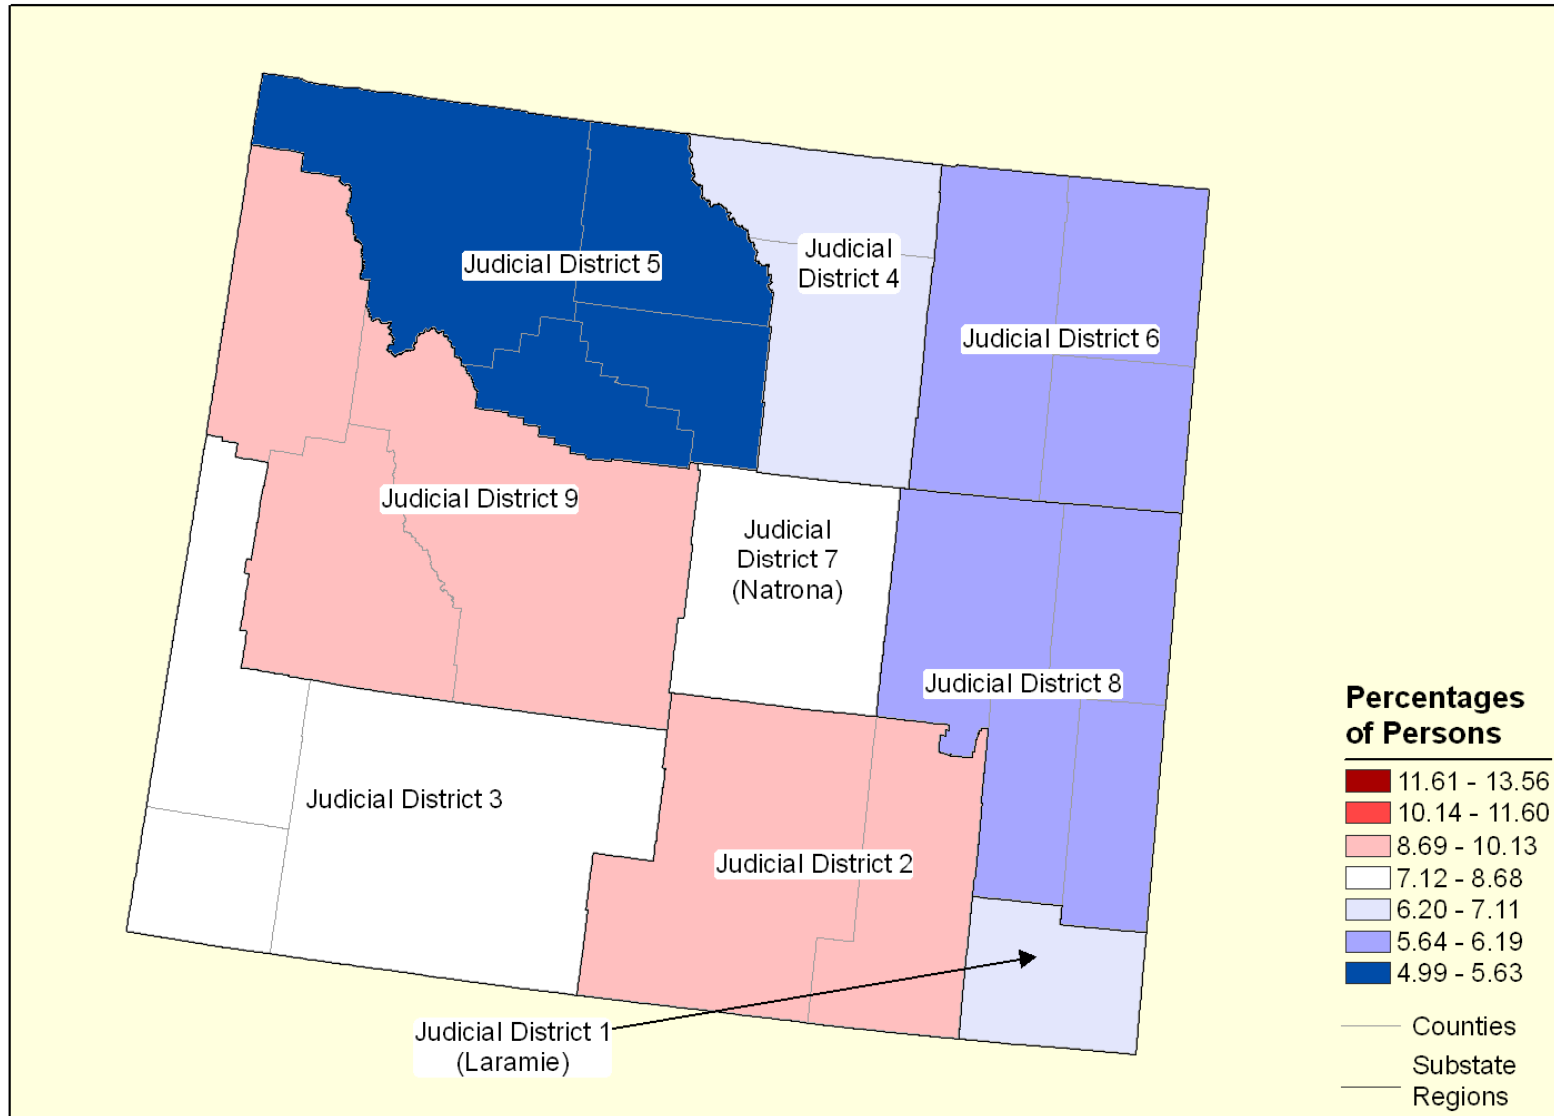 Judicial District 5
Judicial
District 4
Judicial District 6
Judicial District 9
Judicial
District 7
(Natrona)
Judicial District 8
Judicial District 3
Judicial District 2
Judicial District 1
(Laramie)
Percentages
of Persons
11.61 - 13.56
10.14 - 11.60
8.69 - 10.13
7.12 - 8.68
6.20 - 7.11
5.64 - 6.19
4.99 - 5.63
Counties
Substate
Regions